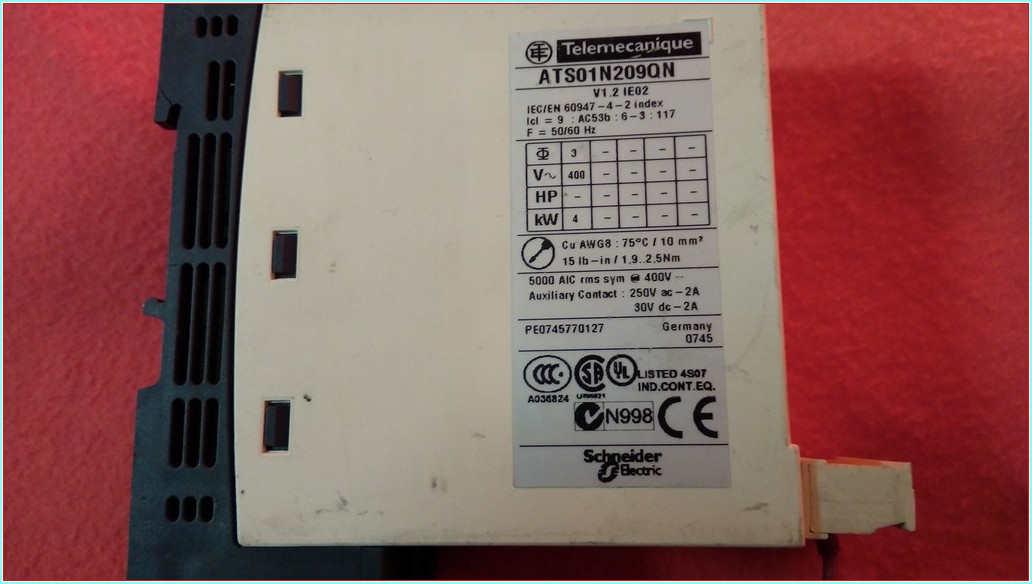 Telemecanique
ATS01N209QN
V1.2 IE02
IEC/EN 60947-4-2 index
Icl = 9 : AC53b : 6-3 : 117
F = 50/60 Hz
Φ 3 - - - -
V~ 400 - - - -
HP - - - - -
kW 4 - - - -
Cu AWG8 : 75°C / 10 mm²
15 lb-in / 1,9..2,5Nm
5000 AIC rms sym @ 400V --
Auxiliary Contact : 250V ac-2A
30V dc-2A
PE0745770127 Germany
0745
CCC SA UL LISTED 4S07
IND.CONT.EQ.
A036824
N998 CE
Schneider
Electric